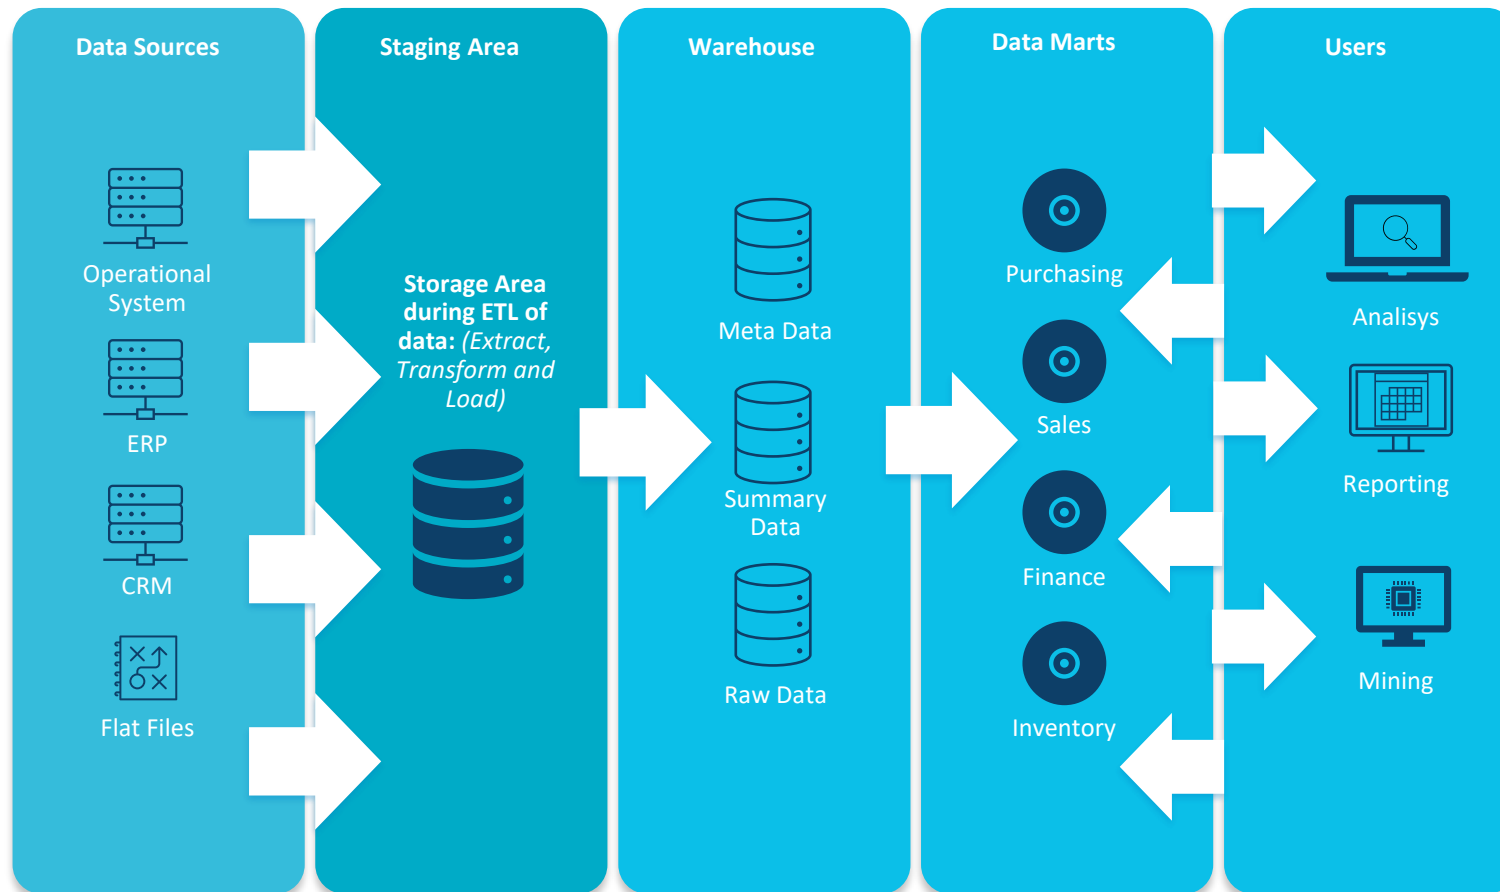 Data Sources
Operational
System
ERP
CRM
Flat Files
Staging Area
Storage Area
during ETL of
data: (Extract,
Transform and
Load)
Warehouse
Meta Data
Summary
Data
Raw Data
Data Marts
Purchasing
Sales
Finance
Inventory
Users
Analisys
Reporting
Mining